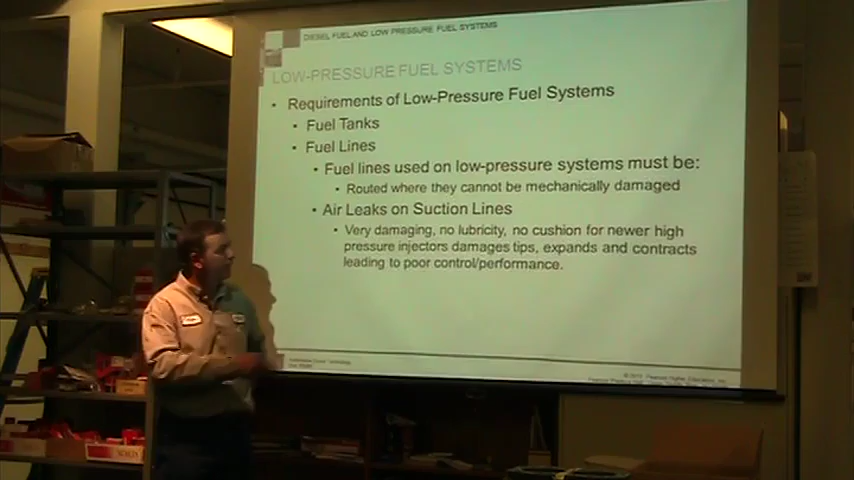 DIESEL FUEL AND LOW PRESSURE FUEL SYSTEMS
LOW-PRESSURE FUEL SYSTEMS
• Requirements of Low-Pressure Fuel Systems
• Fuel Tanks
• Fuel Lines
• Fuel lines used on low-pressure systems must be:
• Routed where they cannot be mechanically damaged
• Air Leaks on Suction Lines
• Very damaging, no lubricity, no cushion for newer high
pressure injectors damages tips, expands and contracts
leading to poor control/performance.